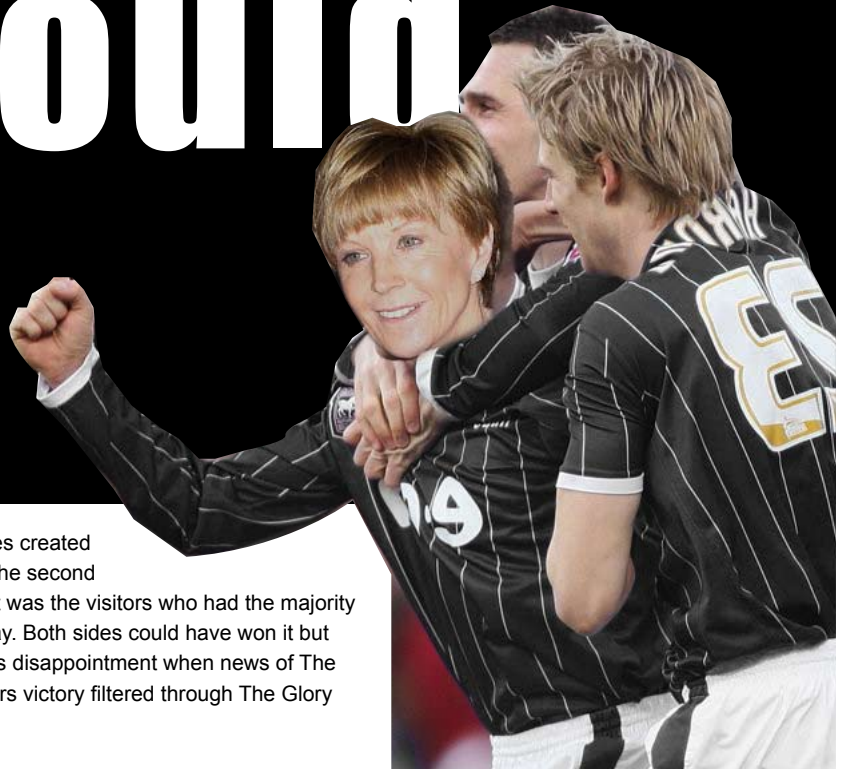 ould
es created
he second
t was the visitors who had the majority
ay. Both sides could have won it but
s disappointment when news of The
rs victory filtered through The Glory